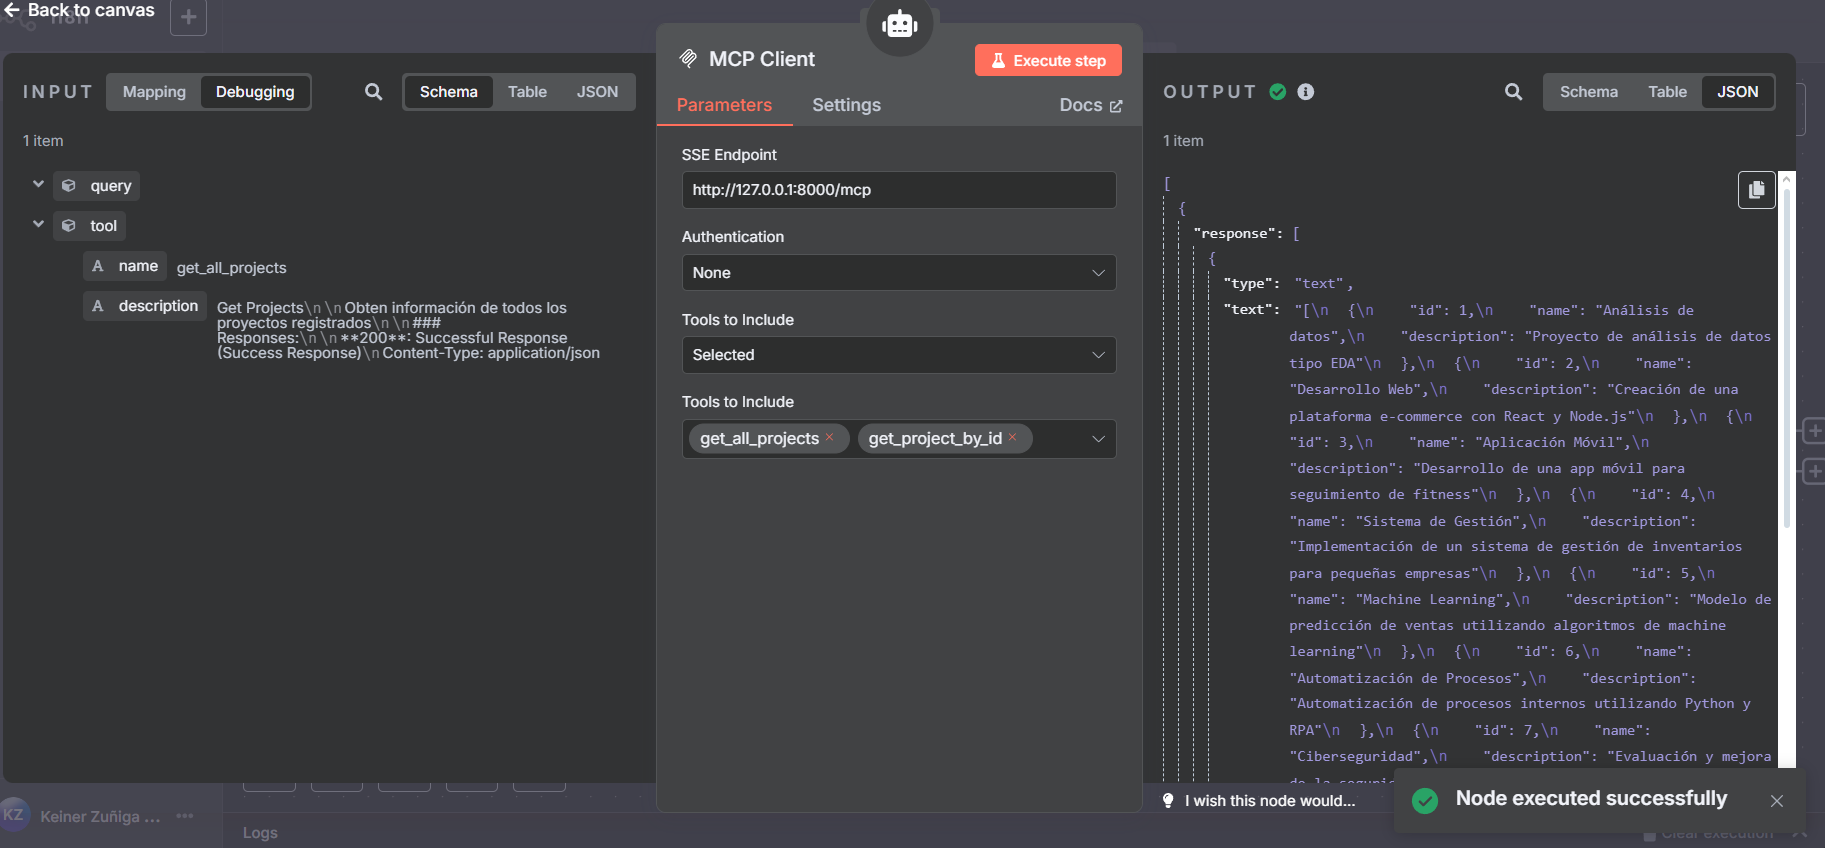 Back to canvas
n8n
INPUT
Mapping
Debugging
Schema
Table
JSON
1 item
query
tool
A name
get_all_projects
A description
Get Projects\n\nObten información de todos los
proyectos registrados\n\n###
Responses:\n\n**200**: Successful Response
(Success Response)\nContent-Type: application/json
MCP Client
Execute step
Parameters
Settings
Docs
SSE Endpoint
http://127.0.0.1:8000/mcp
Authentication
None
Tools to Include
Selected
Tools to Include
get_all_projects ×
get_project_by_id ×
OUTPUT
Schema
Table
JSON
1 item
[
{
"response": [
{
"type": "text",
"text": "[\n  {\n    "id": 1,\n    "name": "Análisis de
datos",\n    "description": "Proyecto de análisis de datos
tipo EDA"\n  },\n  {\n    "id": 2,\n    "name":
"Desarrollo Web",\n    "description": "Creación de una
plataforma e-commerce con React y Node.js"\n  },\n  {\n
"id": 3,\n    "name": "Aplicación Móvil",\n
"description": "Desarrollo de una app móvil para
seguimiento de fitness"\n  },\n  {\n    "id": 4,\n
"name": "Sistema de Gestión",\n    "description":
"Implementación de un sistema de gestión de inventarios
para pequeñas empresas"\n  },\n  {\n    "id": 5,\n
"name": "Machine Learning",\n    "description": "Modelo de
predicción de ventas utilizando algoritmos de machine
learning"\n  },\n  {\n    "id": 6,\n    "name":
"Automatización de Procesos",\n    "description":
"Automatización de procesos internos utilizando Python y
RPA"\n  },\n  {\n    "id": 7,\n    "name":
"Ciberseguridad",\n    "description": "Evaluación y mejora
de la
I wish this node would...
Node executed successfully
KZ
Keiner Zuñiga ...
Logs
Clear execution